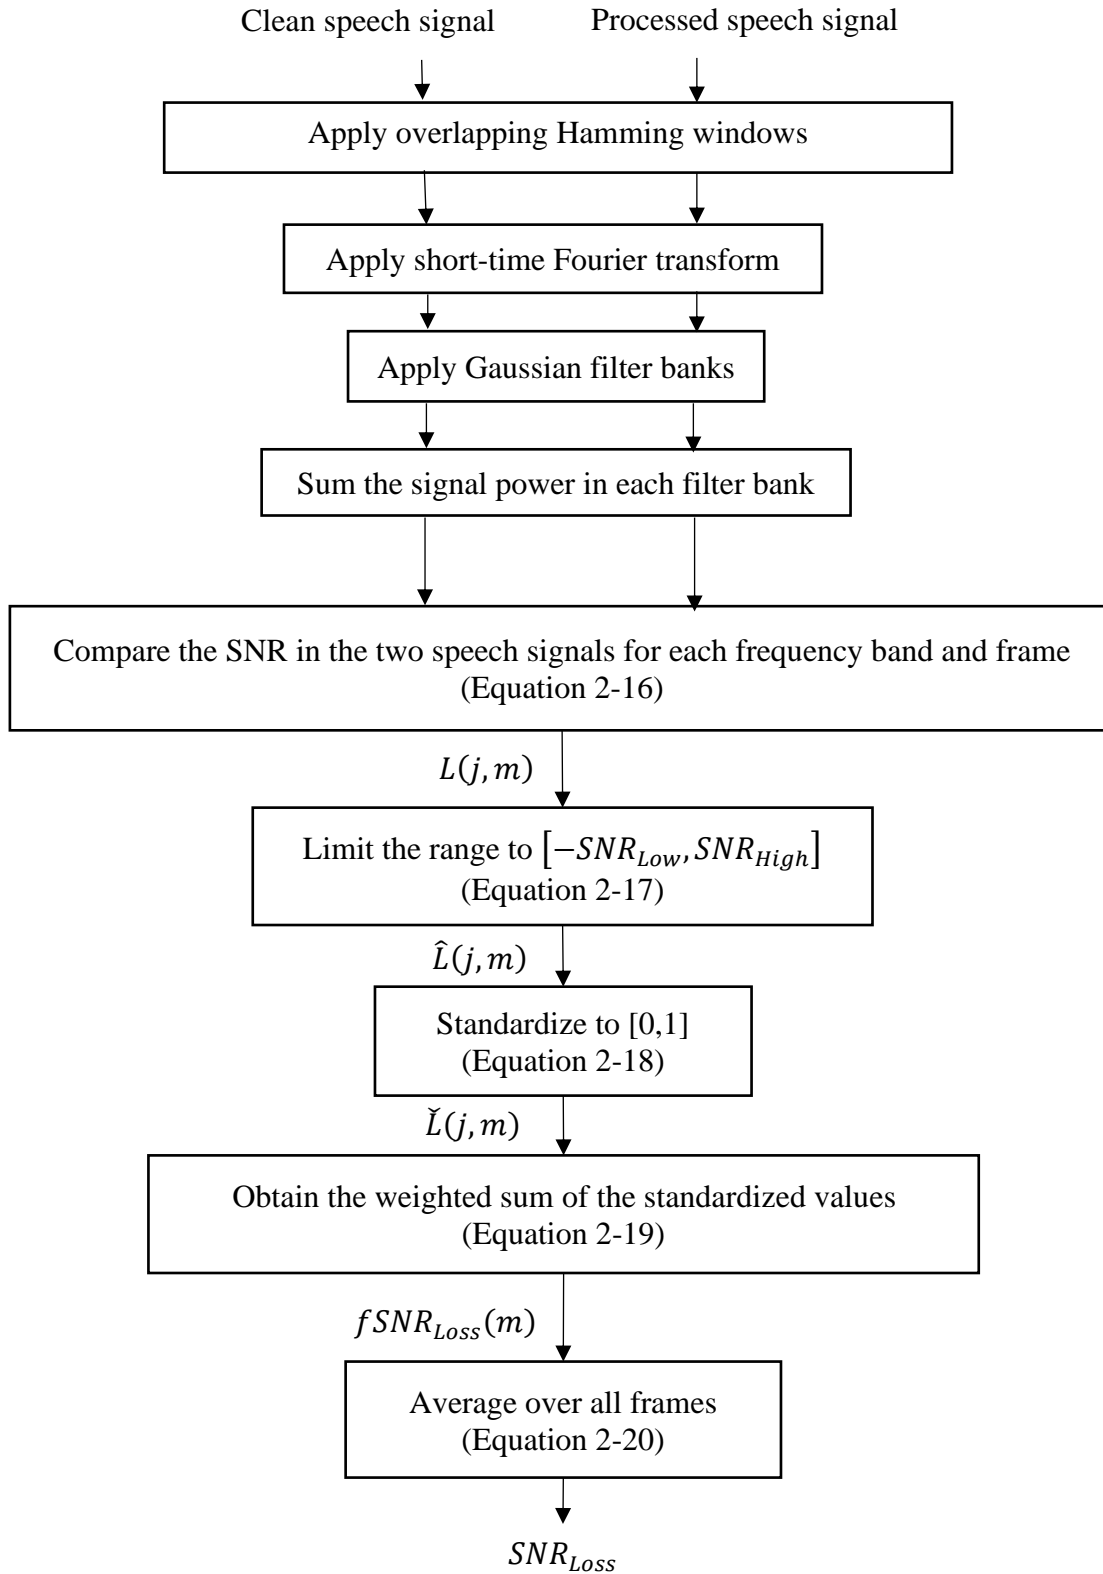 Clean speech signal
Processed speech signal
Apply overlapping Hamming windows
Apply short-time Fourier transform
Apply Gaussian filter banks
Sum the signal power in each filter bank
Compare the SNR in the two speech signals for each frequency band and frame
(Equation 2-16)
L(j, m)
Limit the range to [−SNR_Low, SNR_High]
(Equation 2-17)
L̂(j, m)
Standardize to [0,1]
(Equation 2-18)
Ľ(j, m)
Obtain the weighted sum of the standardized values
(Equation 2-19)
fSNR_Loss(m)
Average over all frames
(Equation 2-20)
SNR_Loss